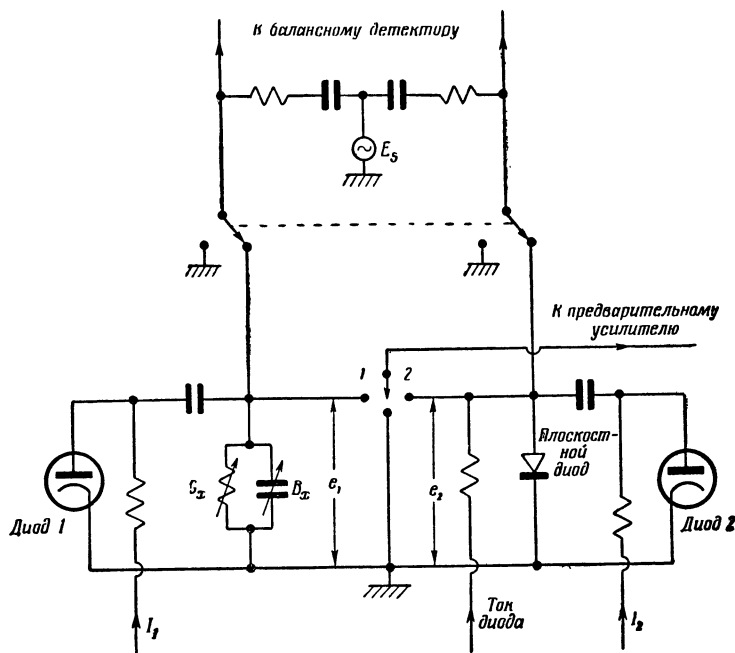 К балансному детектору
E_s
К предварительному
усилителю
1
2
Плоскост-
ной
диод
G_x
B_x
e_1
e_2
Диод 1
Диод 2
I_1
Ток
диода
I_2